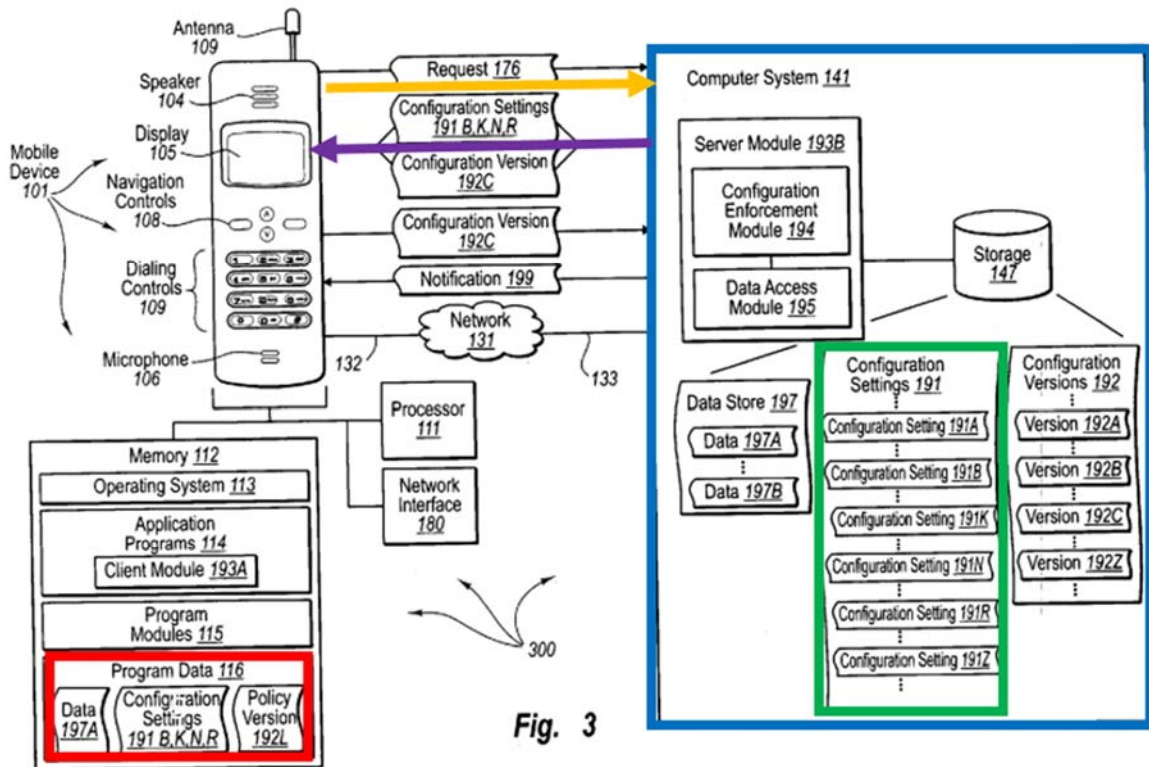 Antenna
109
Speaker
104
Display
105
Mobile
Device
101
Navigation
Controls
108
Dialing
Controls
109
Microphone
106
Request 176
Configuration Settings
191 B,K,N,R
Configuration Version
192C
Configuration Version
192C
Notification 199
Network
131
132
133
Processor
111
Network
Interface
180
Memory 112
Operating System 113
Application
Programs 114
Client Module 193A
Program
Modules 115
Program Data 116
Data
197A
Configuration
Settings
191 B,K,N,R
Policy
Version
192L
300
Fig. 3
Computer System 141
Server Module 193B
Configuration
Enforcement
Module 194
Data Access
Module 195
Storage
147
Data Store 197
Data 197A
Data 197B
Configuration
Settings 191
Configuration Setting 191A
Configuration Setting 191B
Configuration Setting 191K
Configuration Setting 191N
Configuration Setting 191R
Configuration Setting 191Z
Configuration
Versions 192
Version 192A
Version 192B
Version 192C
Version 192Z